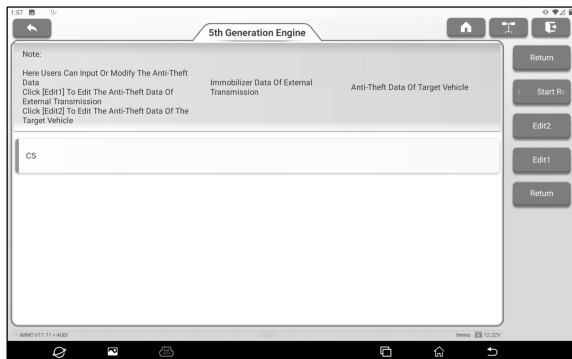 1:57
5th Generation Engine
Note:
Here Users Can Input Or Modify The Anti-Theft
Data
Click [Edit1] To Edit The Anti-Theft Data Of
External Transmission
Click [Edit2] To Edit The Anti-Theft Data Of The
Target Vehicle
Immobilizer Data Of External
Transmission
Anti-Theft Data Of Target Vehicle
CS
Return
Start Re
Edit2
Edit1
Return
IMMO V11.11 > AUDI
Immo
12.32V